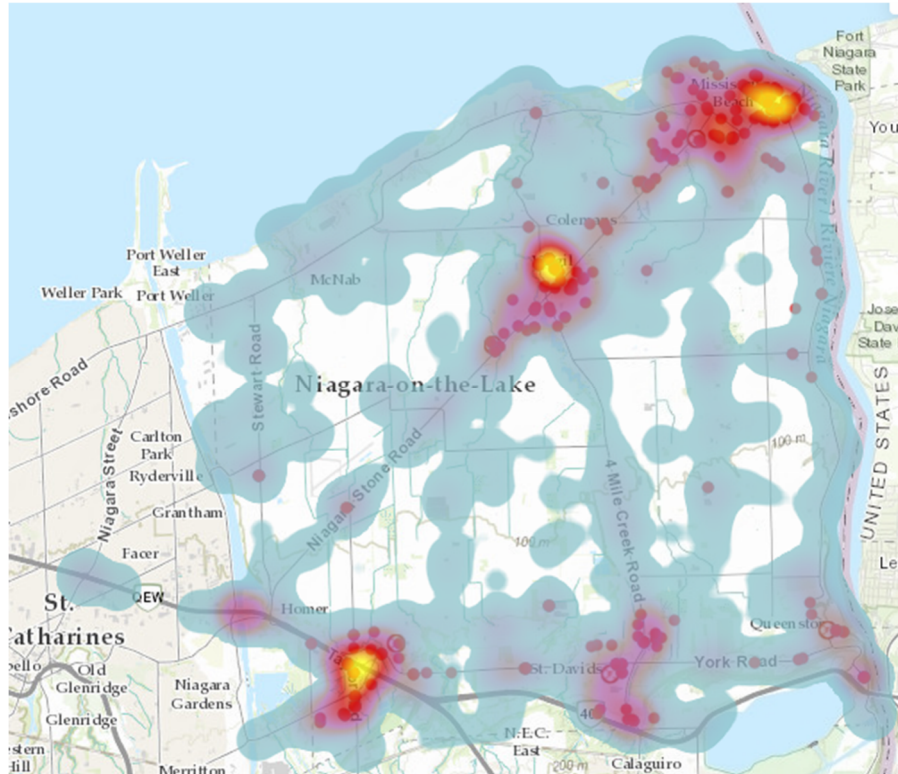 Fort
Niagara
State
Park
You
Beach
Niagara River / Rivière Niagara
Port Weller
East
McNab
Weller Park
Port Weller
Jose
Dav
State
Stewart Road
shore Road
Niagara-on-the-Lake
UNITED STATES
Niagara Street
Carlton
Park
Ryderville
100 m
Niagara Stone Road
4 Mile Creek Road
Grantham
100 m
Facer
Le
QEW
St.
Catharines
Homer
Queenston
Old
Glenridge
St. Davids
York Road
Niagara
Gardens
Glenridge
40
N.E.C.
East
Merritton
200 m
Calaguiro